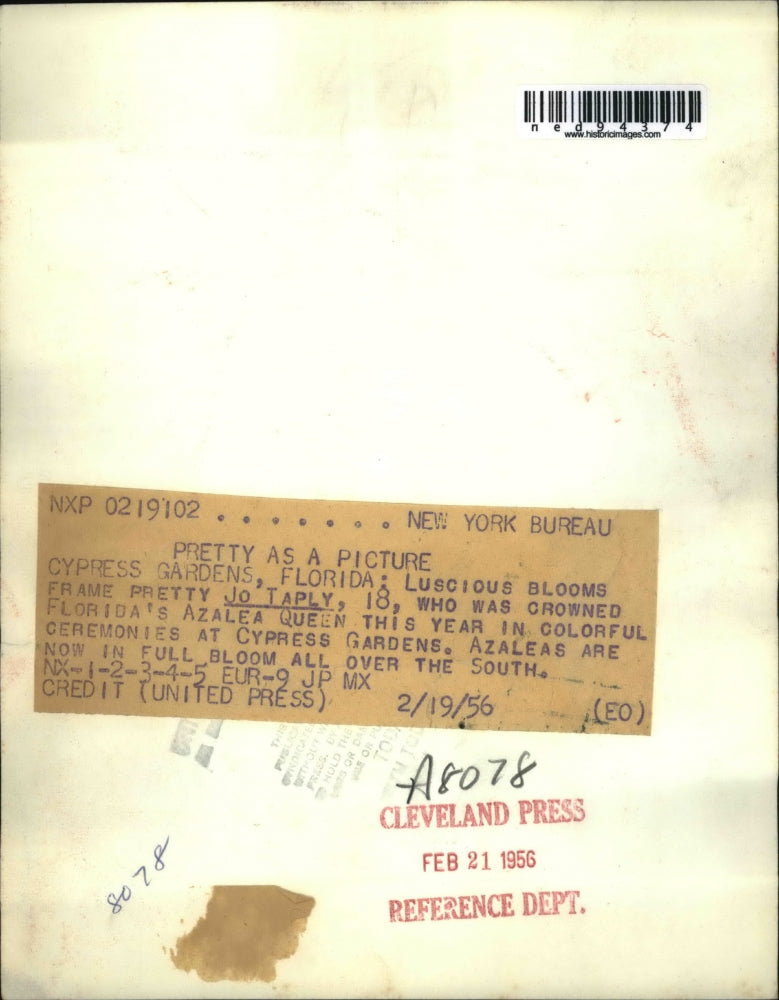 ned94374
www.historicimages.com
NXP 0219102 . . . . . . . . NEW YORK BUREAU
PRETTY AS A PICTURE
CYPRESS GARDENS, FLORIDA: LUSCIOUS BLOOMS
FRAME PRETTY JO TAPLY, 18, WHO WAS CROWNED
FLORIDA'S AZALEA QUEEN THIS YEAR IN COLORFUL
CEREMONIES AT CYPRESS GARDENS. AZALEAS ARE
NOW IN FULL BLOOM ALL OVER THE SOUTH.
NX-1-2-3-4-5 EUR-9 JP MX
CREDIT (UNITED PRESS) 2/19/56 (EO)
A8078
CLEVELAND PRESS
FEB 21 1956
REFERENCE DEPT.
8078